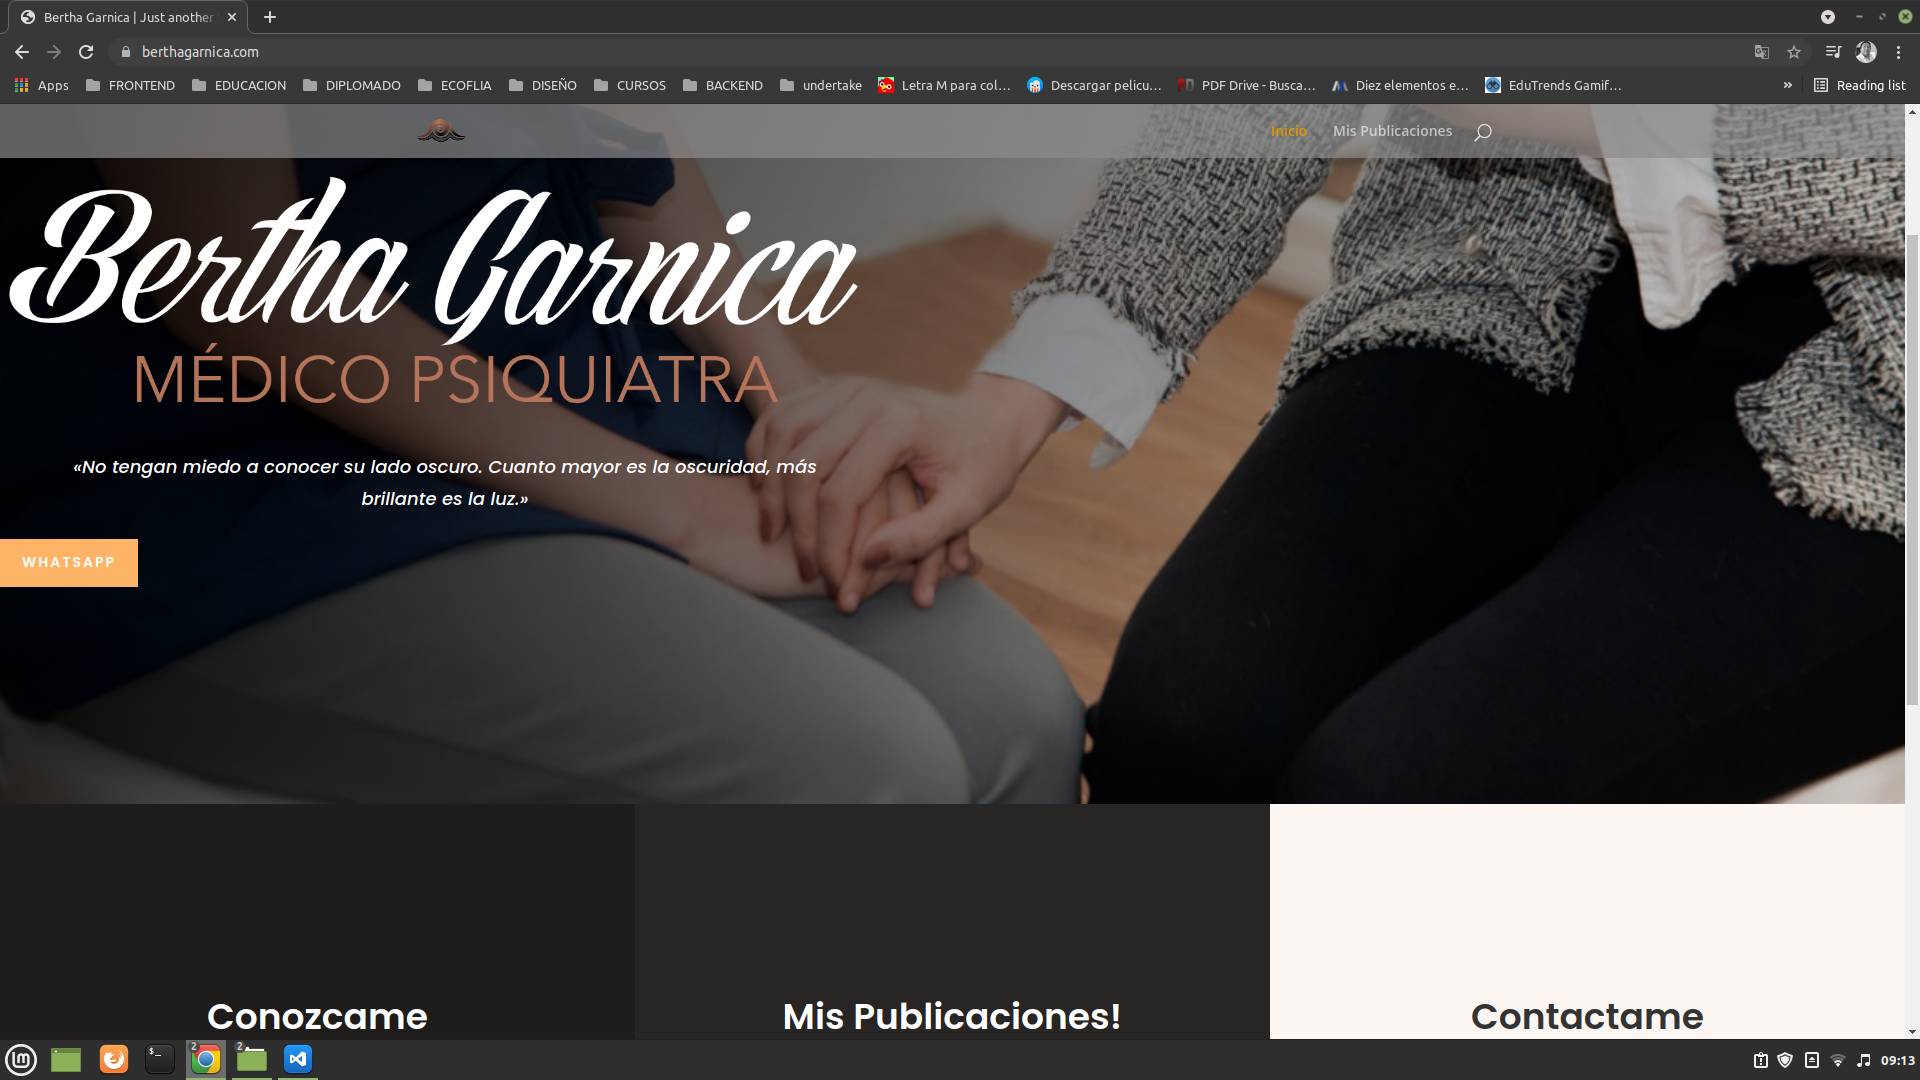 Bertha Garnica | Just another
berthagarnica.com
Apps FRONTEND EDUCACION DIPLOMADO ECOFLIA DISEÑO CURSOS BACKEND undertake Letra M para col... Descargar pelicu... PDF Drive - Busca... Diez elementos e... EduTrends Gamif... » Reading list
Inicio Mis Publicaciones
Bertha Garnica
MÉDICO PSIQUIATRA
«No tengan miedo a conocer su lado oscuro. Cuanto mayor es la oscuridad, más
brillante es la luz.»
WHATSAPP
Conozcame Mis Publicaciones! Contactame
2 2 09:13